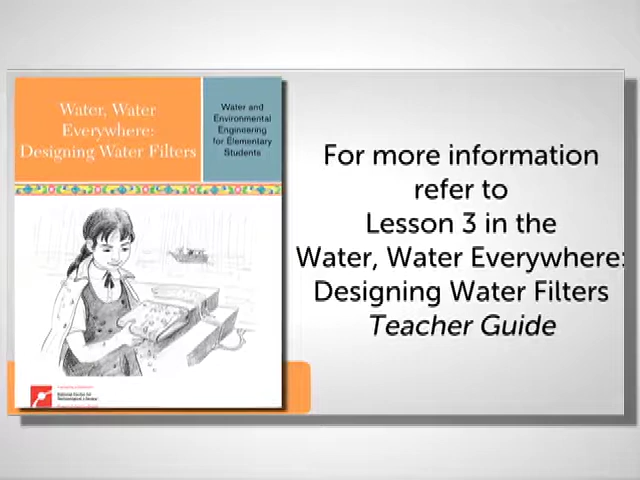 Water, Water
Everywhere:
Designing Water Filters
Water and
Environmental
Engineering
for Elementary
Students
For more information
refer to
Lesson 3 in the
Water, Water Everywhere:
Designing Water Filters
Teacher Guide